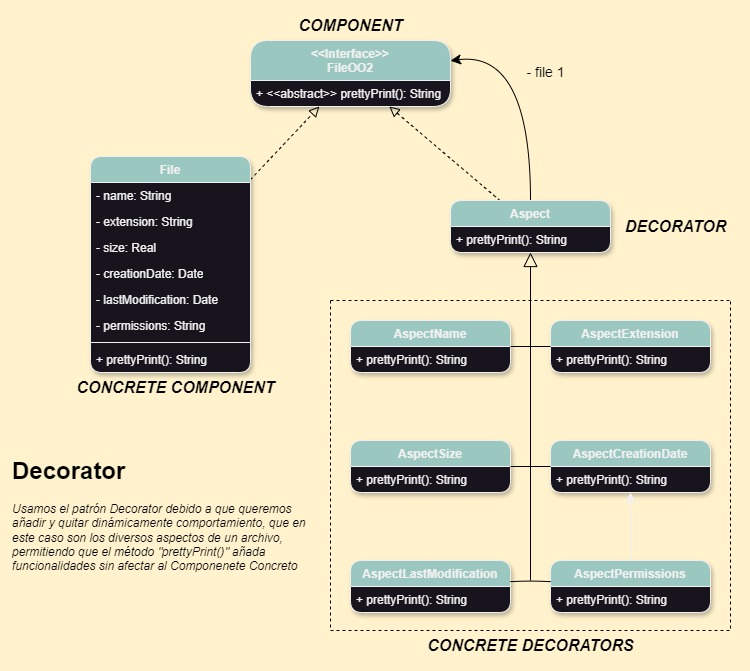 COMPONENT
<<Interface>>
FileOO2
+ <<abstract>> prettyPrint(): String
- file 1
File
- name: String
- extension: String
- size: Real
- creationDate: Date
- lastModification: Date
- permissions: String
+ prettyPrint(): String
CONCRETE COMPONENT
Aspect
+ prettyPrint(): String
DECORATOR
AspectName
+ prettyPrint(): String
AspectExtension
+ prettyPrint(): String
AspectSize
+ prettyPrint(): String
AspectCreationDate
+ prettyPrint(): String
AspectLastModification
+ prettyPrint(): String
AspectPermissions
+ prettyPrint(): String
CONCRETE DECORATORS
Decorator
Usamos el patrón Decorator debido a que queremos
añadir y quitar dinámicamente comportamiento, que en
este caso son los diversos aspectos de un archivo,
permitiendo que el método "prettyPrint()" añada
funcionalidades sin afectar al Componenete Concreto